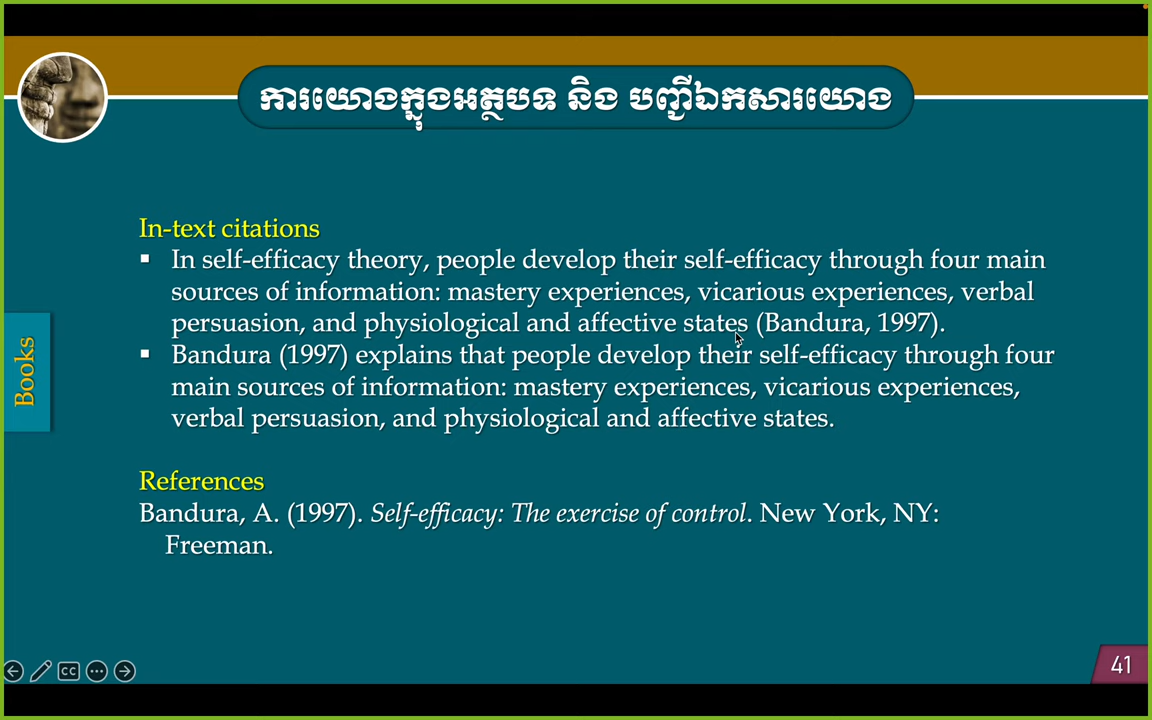 ការយោងក្នុងអត្ថបទ និង បញ្ជីឯកសារយោង
In-text citations
▪ In self-efficacy theory, people develop their self-efficacy through four main
sources of information: mastery experiences, vicarious experiences, verbal
persuasion, and physiological and affective states (Bandura, 1997).
▪ Bandura (1997) explains that people develop their self-efficacy through four
main sources of information: mastery experiences, vicarious experiences,
verbal persuasion, and physiological and affective states.
Books
References
Bandura, A. (1997). Self-efficacy: The exercise of control. New York, NY:
Freeman.
CC
41